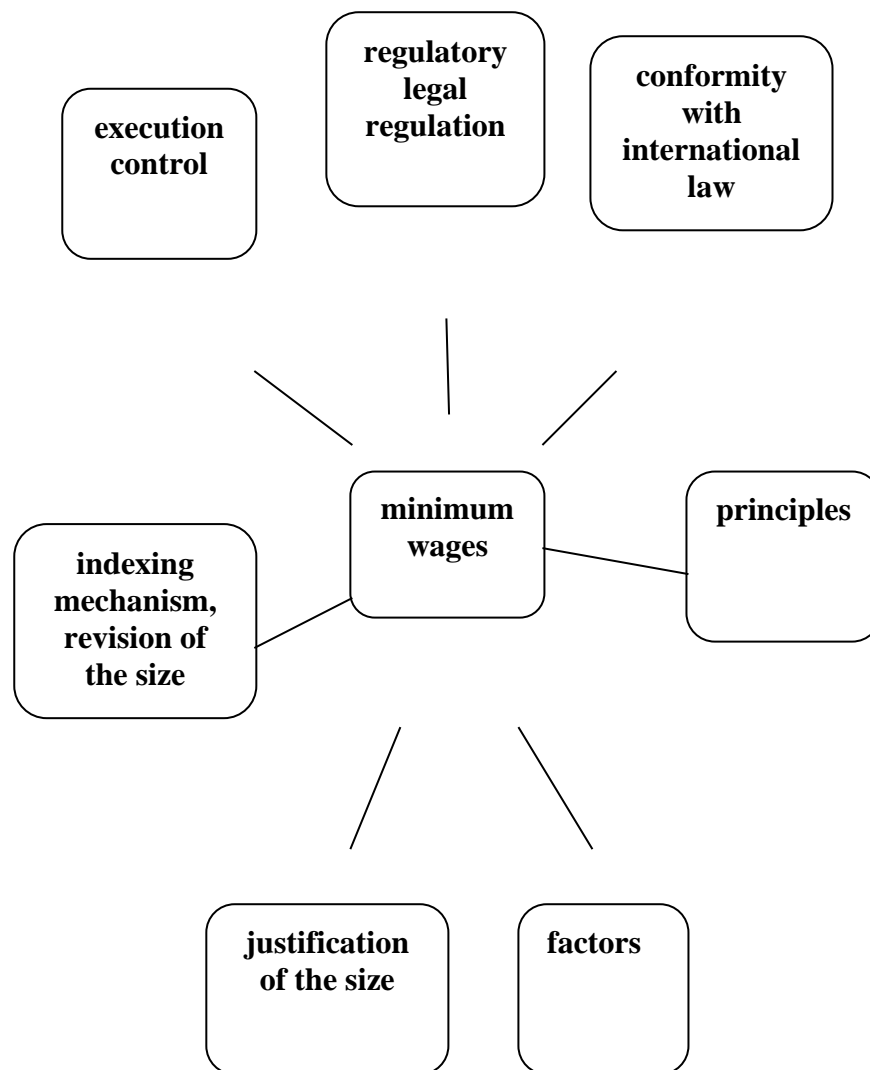 execution
control
regulatory
legal
regulation
conformity
with
international
law
indexing
mechanism,
revision of
the size
minimum
wages
principles
justification
of the size
factors